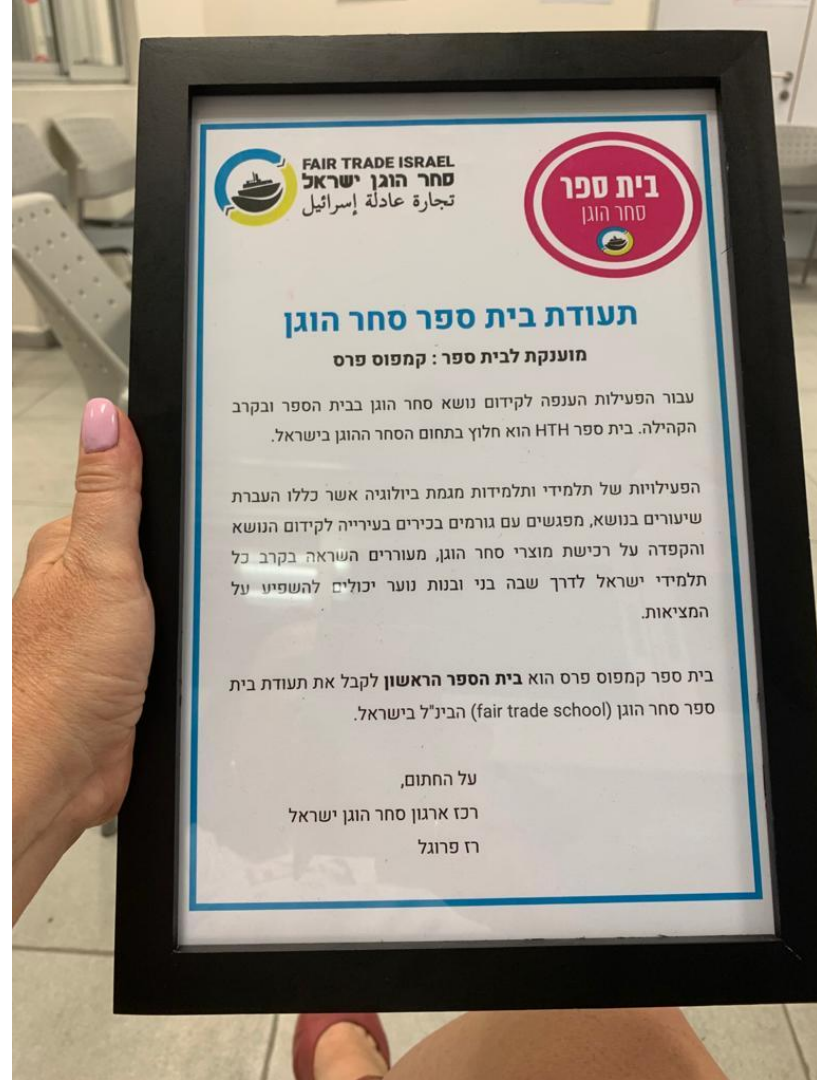 FAIR TRADE ISRAEL
סחר הוגן ישראל
تجارة عادلة إسرائيل
בית ספר
סחר הוגן
תעודת בית ספר סחר הוגן
מוענקת לבית ספר : קמפוס פרס
עבור הפעילות הענפה לקידום נושא סחר הוגן בבית הספר ובקרב
הקהילה. בית ספר HTH הוא חלוץ בתחום הסחר ההוגן בישראל.
הפעילויות של תלמידי ותלמידות מגמת ביולוגיה אשר כללו העברת
שיעורים בנושא, מפגשים עם גורמים בכירים בעירייה לקידום הנושא
והקפדה על רכישת מוצרי סחר הוגן, מעוררים השראה בקרב כל
תלמידי ישראל לדרך שבה בני ובנות נוער יכולים להשפיע על
המציאות.
בית ספר קמפוס פרס הוא בית הספר הראשון לקבל את תעודת בית
ספר סחר הוגן (fair trade school) הבינ"ל בישראל.
על החתום,
רכז ארגון סחר הוגן ישראל
רז פרוגל